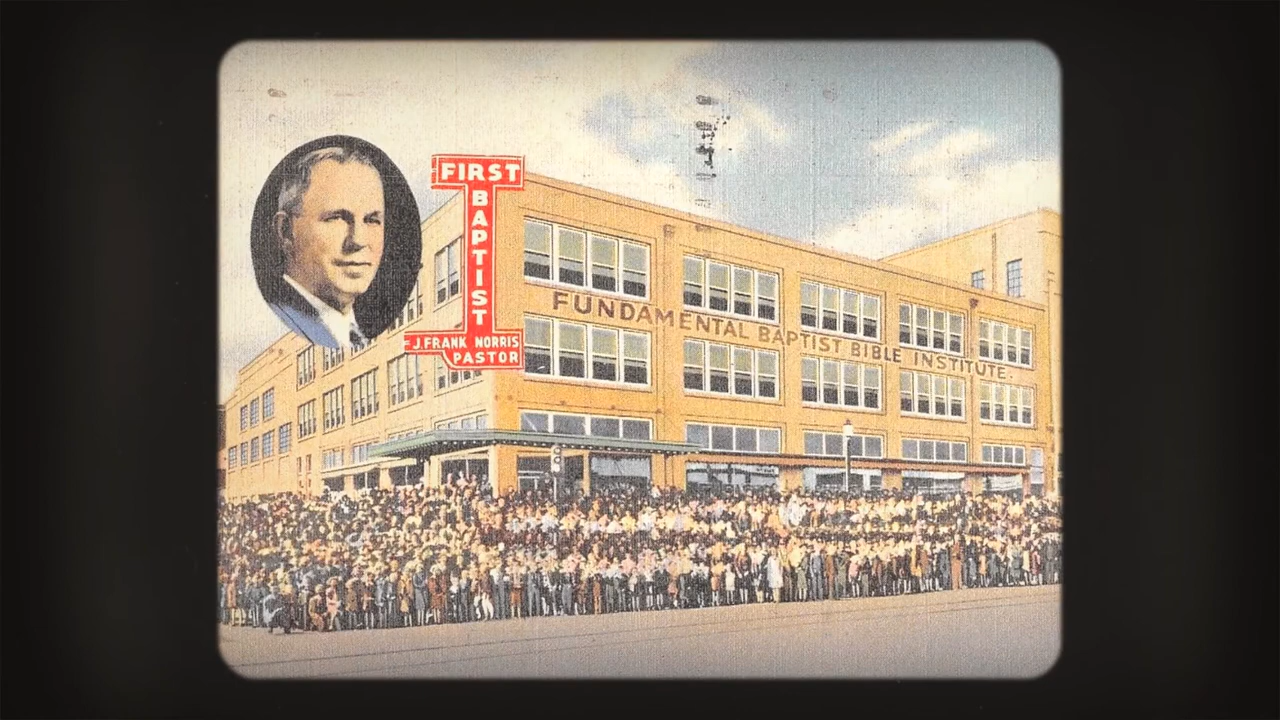 FIRST
BAPTIST
J. FRANK NORRIS
PASTOR
FUNDAMENTAL BAPTIST BIBLE INSTITUTE.